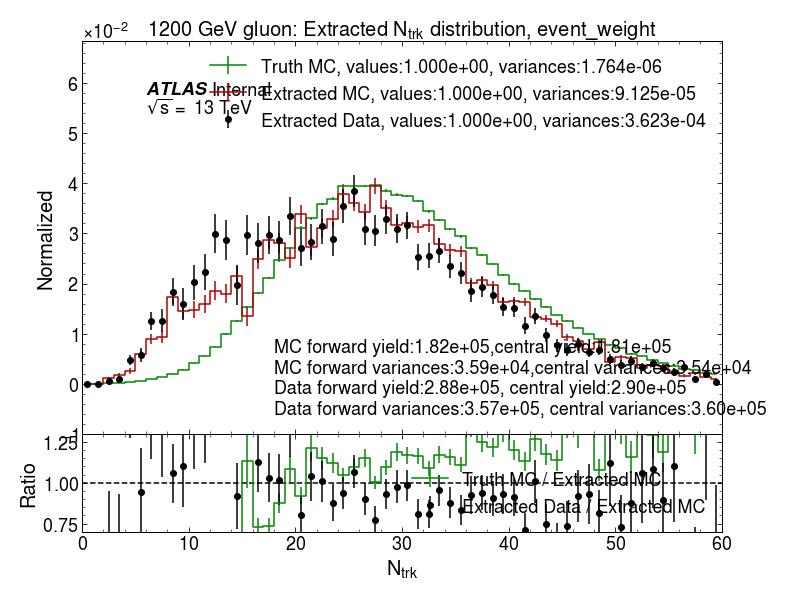 ×10⁻² 1200 GeV gluon: Extracted N_trk distribution, event_weight
Truth MC, values:1.000e+00, variances:1.764e-06
ATLAS Internal
Extracted MC, values:1.000e+00, variances:9.125e-05
√s = 13 TeV
Extracted Data, values:1.000e+00, variances:3.623e-04
Normalized
6
5
4
3
2
1
0
1
MC forward yield:1.82e+05,central yield:1.81e+05
MC forward variances:3.59e+04,central variances:3.54e+04
Data forward yield:2.88e+05, central yield:2.90e+05
Data forward variances:3.57e+05, central variances:3.60e+05
Ratio
1.25
1.00
0.75
Truth MC / Extracted MC
Extracted Data / Extracted MC
0 10 20 30 40 50 60
N_trk